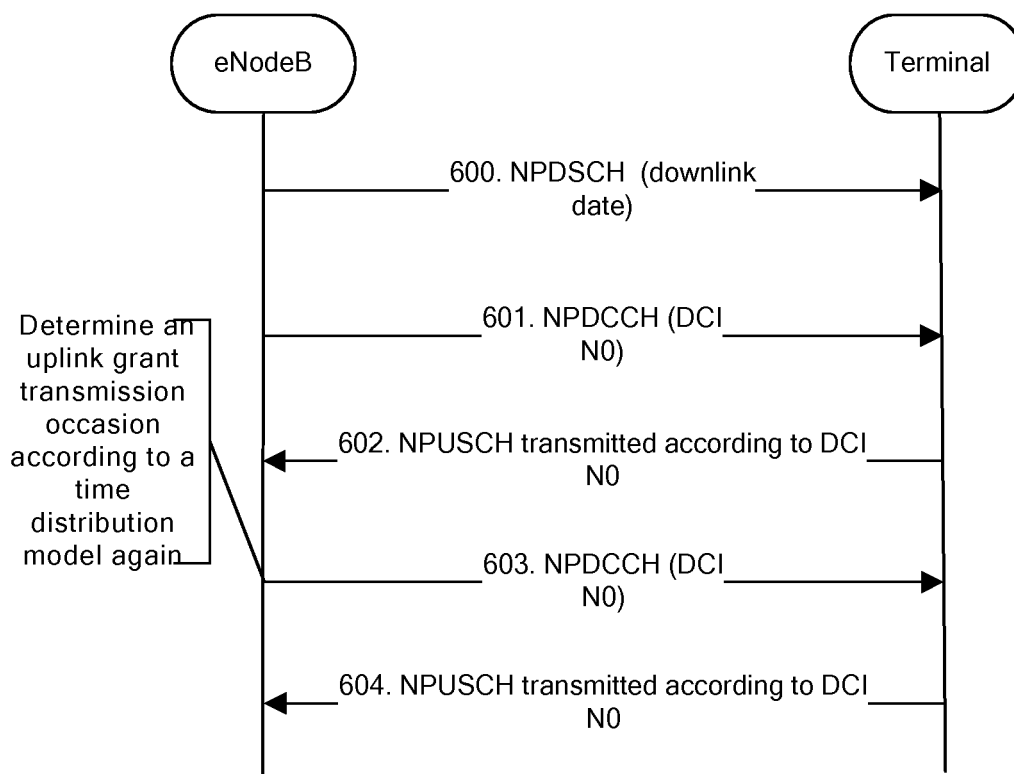 eNodeB
Terminal
600. NPDSCH (downlink
date)
601. NPDCCH (DCI
N0)
Determine an
uplink grant
transmission
occasion
according to a
time
distribution
model again
602. NPUSCH transmitted according to DCI
N0
603. NPDCCH (DCI
N0)
604. NPUSCH transmitted according to DCI
N0